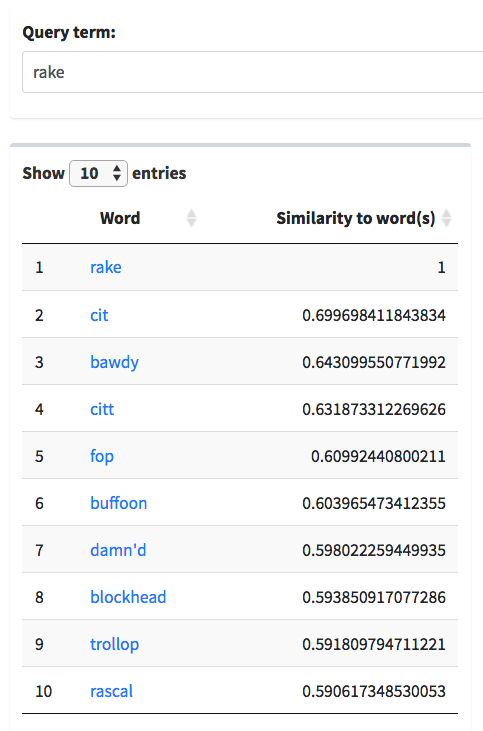 Query term:
rake
Show 10 entries
Word Similarity to word(s)
1 rake 1
2 cit 0.699698411843834
3 bawdy 0.643099550771992
4 citt 0.631873312269626
5 fop 0.60992440800211
6 buffoon 0.603965473412355
7 damn'd 0.598022259449935
8 blockhead 0.593850917077286
9 trollop 0.591809794711221
10 rascal 0.590617348530053